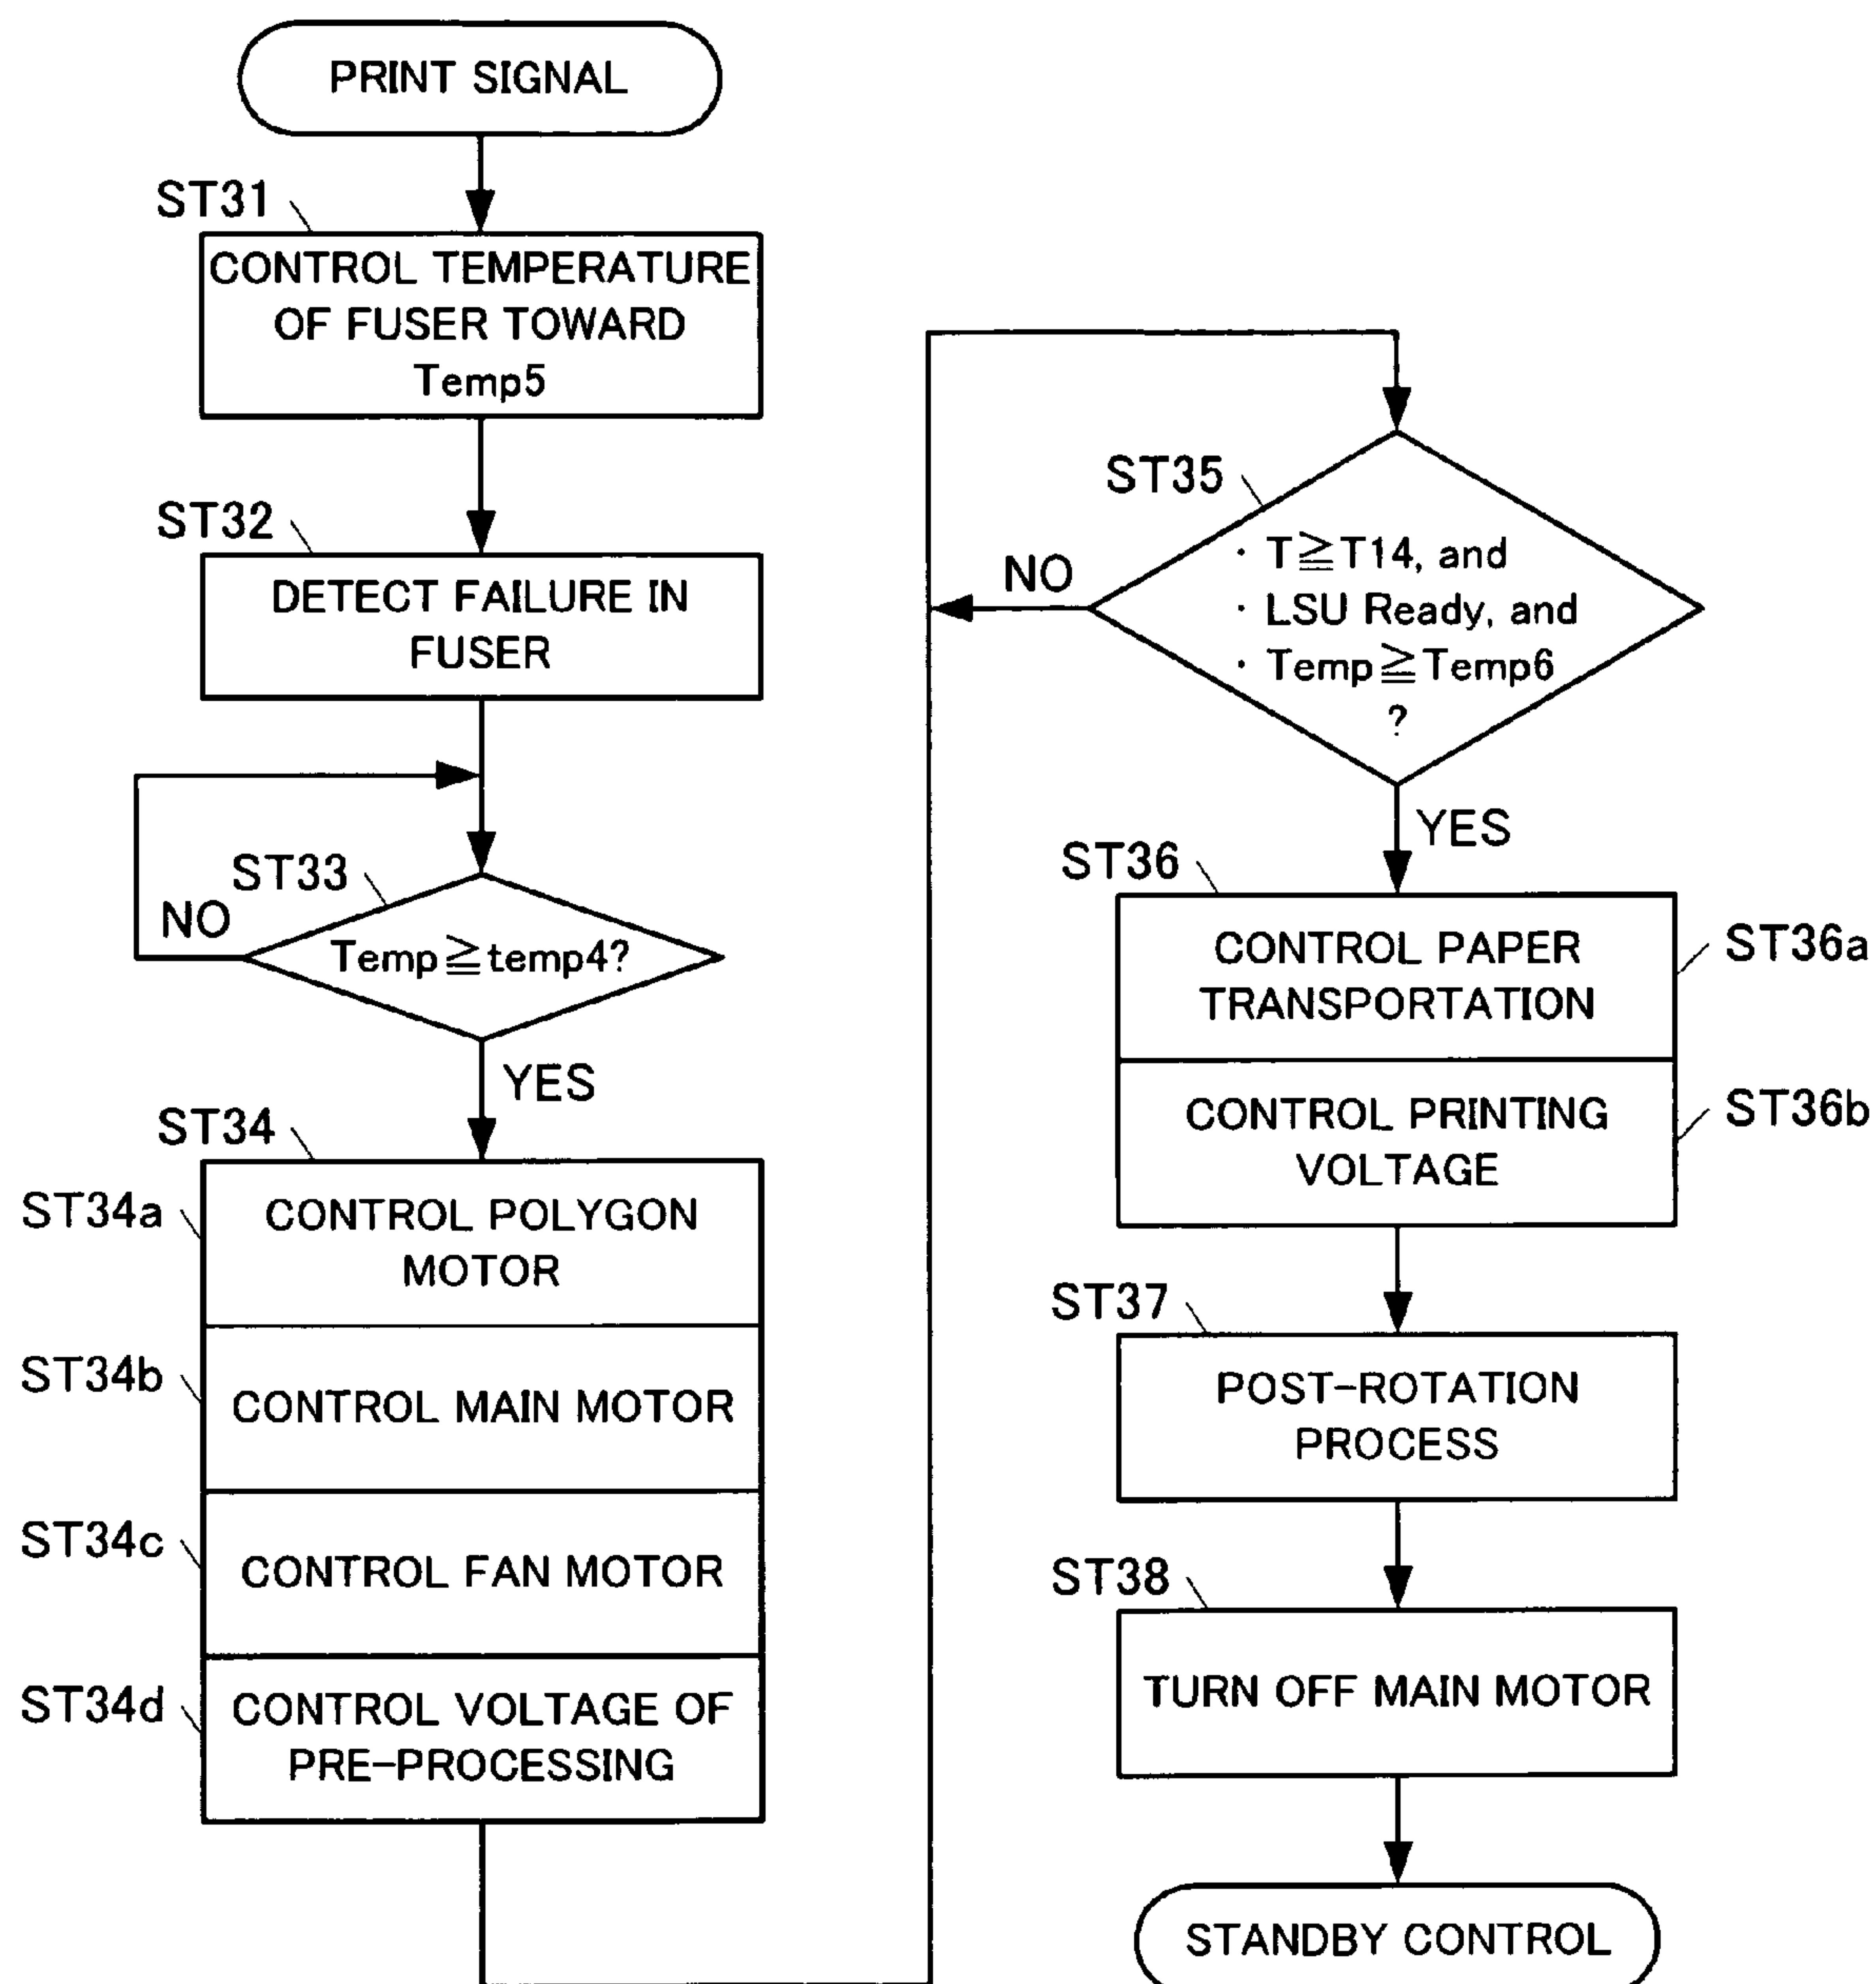 PRINT SIGNAL
ST31
CONTROL TEMPERATURE
OF FUSER TOWARD
Temp5
ST32
DETECT FAILURE IN
FUSER
ST33
NO
Temp≧temp4?
YES
ST34
ST34a
CONTROL POLYGON
MOTOR
ST34b
CONTROL MAIN MOTOR
ST34c
CONTROL FAN MOTOR
ST34d
CONTROL VOLTAGE OF
PRE-PROCESSING
ST35
NO
・T≧T14, and
・LSU Ready, and
・Temp≧Temp6
?
YES
ST36
CONTROL PAPER
TRANSPORTATION
ST36a
CONTROL PRINTING
VOLTAGE
ST36b
ST37
POST-ROTATION
PROCESS
ST38
TURN OFF MAIN MOTOR
STANDBY CONTROL